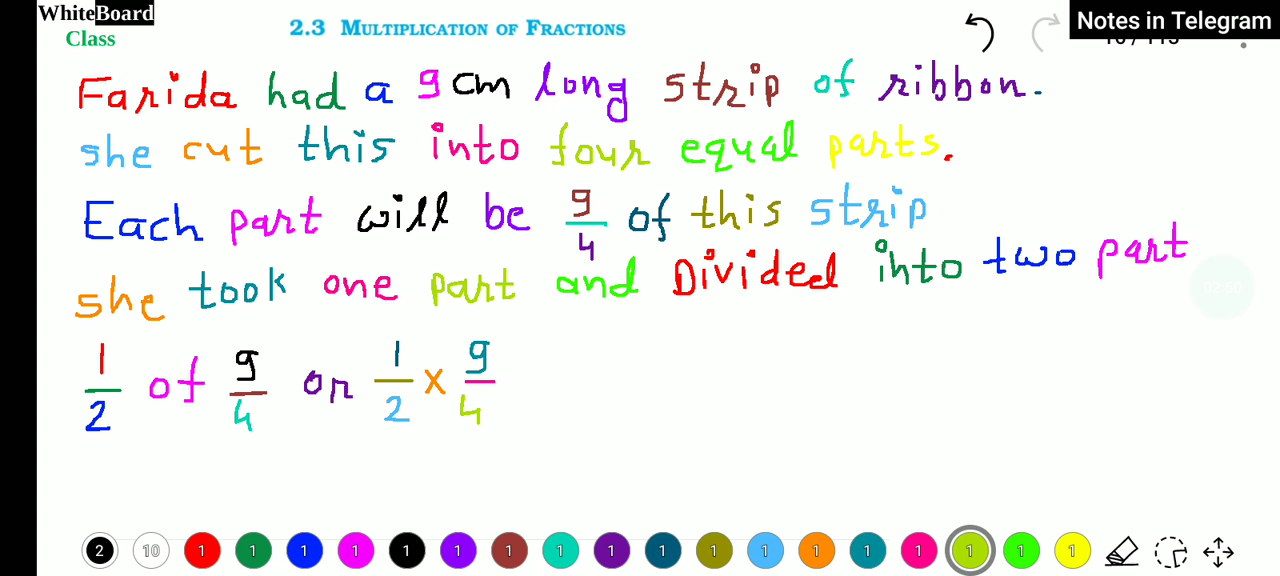 WhiteBoard
Class
2.3 MULTIPLICATION OF FRACTIONS
Notes in Telegram
Farida had a 9 cm long strip of ribbon.
she cut this into four equal parts.
Each part will be 9/4 of this strip
she took one part and Divided into two part
1/2 of 9/4 or 1/2 × 9/4
2 10 1 1 1 1 1 1 1 1 1 1 1 1 1 1 1 1 1 1